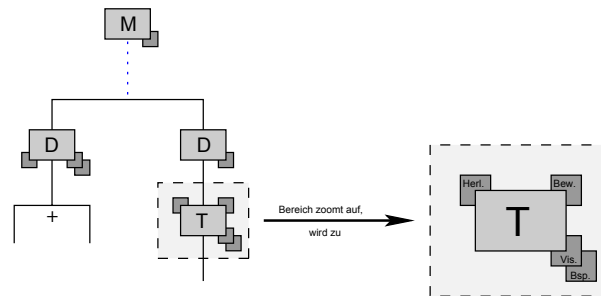 M
D
D
+
T
Bereich zoomt auf,
wird zu
Herl.
Bew.
T
Vis.
Bsp.